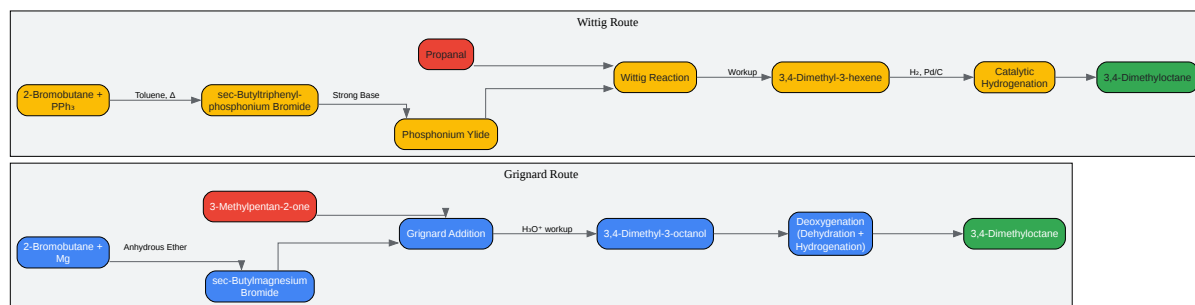 Wittig Route
Propanal
2-Bromobutane +
PPh₃
Toluene, Δ
sec-Butyltriphenyl-
phosphonium Bromide
Strong Base
Phosphonium Ylide
Wittig Reaction
Workup
3,4-Dimethyl-3-hexene
H₂, Pd/C
Catalytic
Hydrogenation
3,4-Dimethyloctane
Grignard Route
3-Methylpentan-2-one
2-Bromobutane +
Mg
Anhydrous Ether
sec-Butylmagnesium
Bromide
Grignard Addition
H₃O⁺ workup
3,4-Dimethyl-3-octanol
Deoxygenation
(Dehydration +
Hydrogenation)
3,4-Dimethyloctane